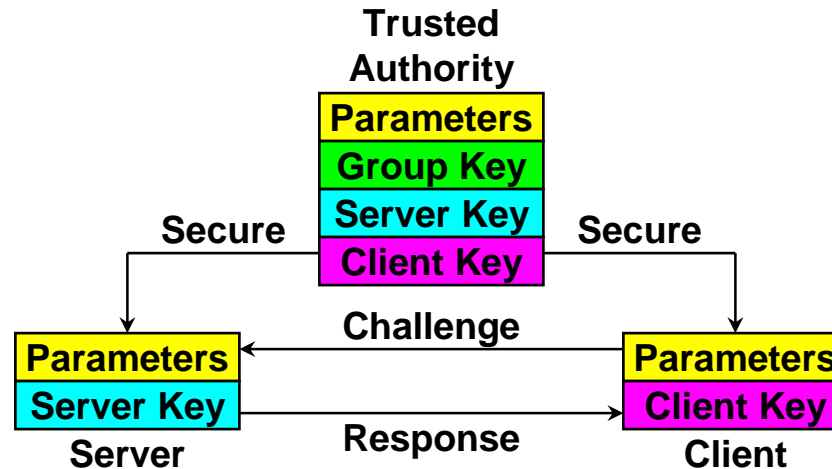 Trusted
Authority
Parameters
Group Key
Server Key
Client Key
Secure
Secure
Challenge
Parameters
Server Key
Server
Response
Parameters
Client Key
Client